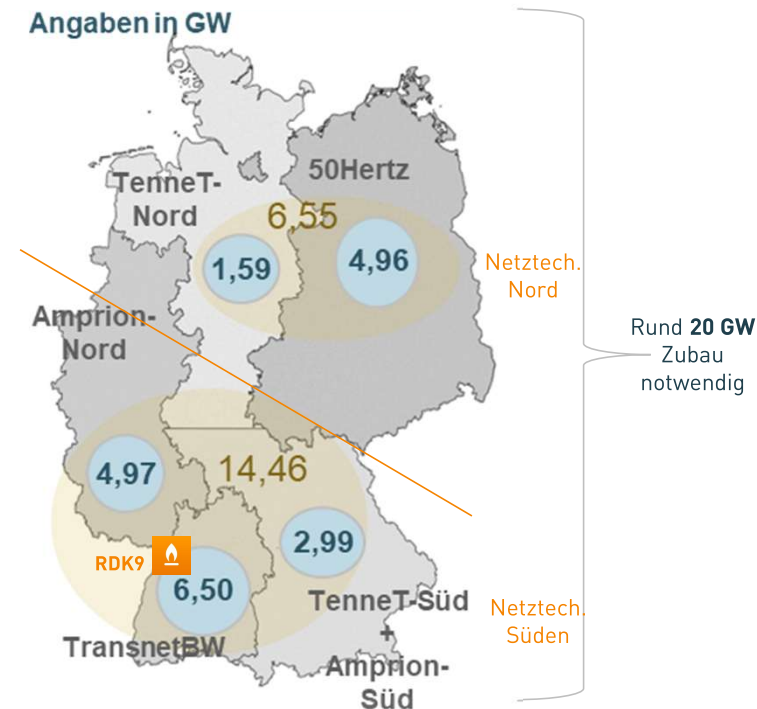 Angaben in GW
50Hertz
TenneT-
Nord
6,55
1,59
4,96
Netztech.
Nord
Amprion-
Nord
Rund 20 GW
Zubau
notwendig
4,97
14,46
2,99
RDK9
6,50
TenneT-Süd
+
Amprion-
Süd
TransnetBW
Netztech.
Süden